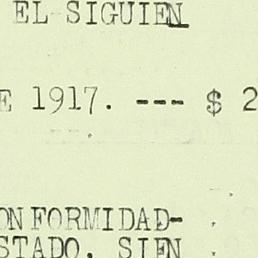 EL SIGUIEN
E 1917. --- $ 2
ONFORMIDAD-
STADO, SIEN